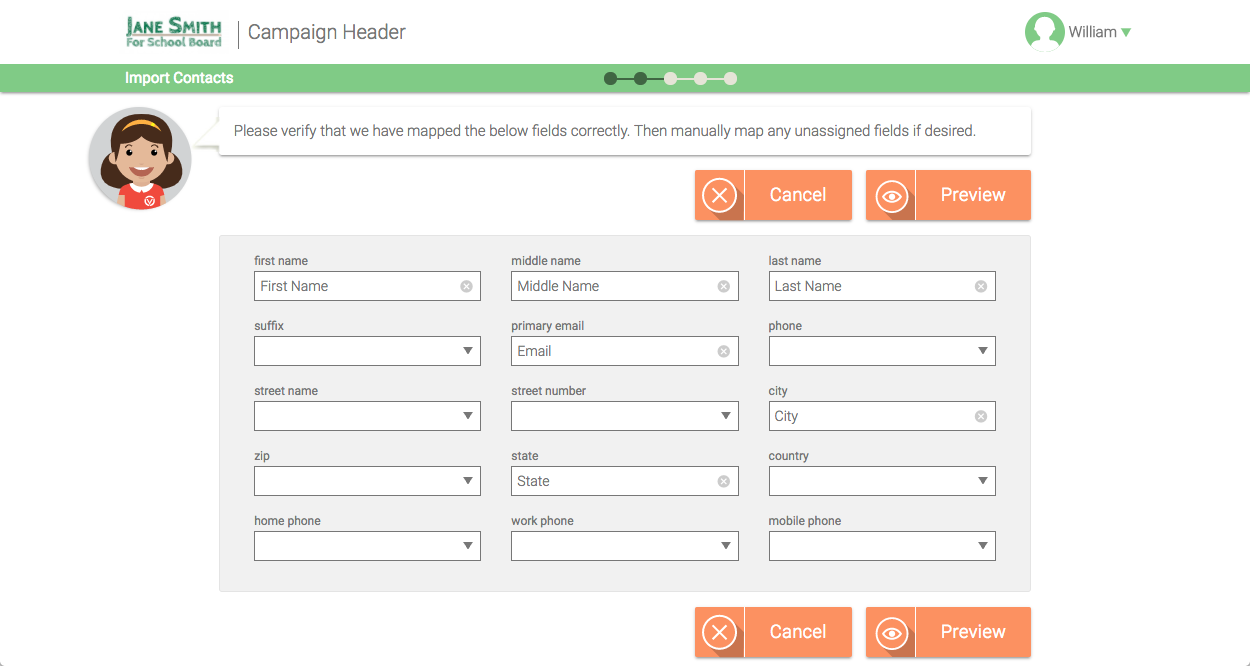 JANE SMITH
For School Board
Campaign Header
William
Import Contacts
Please verify that we have mapped the below fields correctly. Then manually map any unassigned fields if desired.
Cancel Preview
first name middle name last name
First Name Middle Name Last Name
suffix primary email phone
Email
street name street number city
City
zip state country
State
home phone work phone mobile phone
Cancel Preview